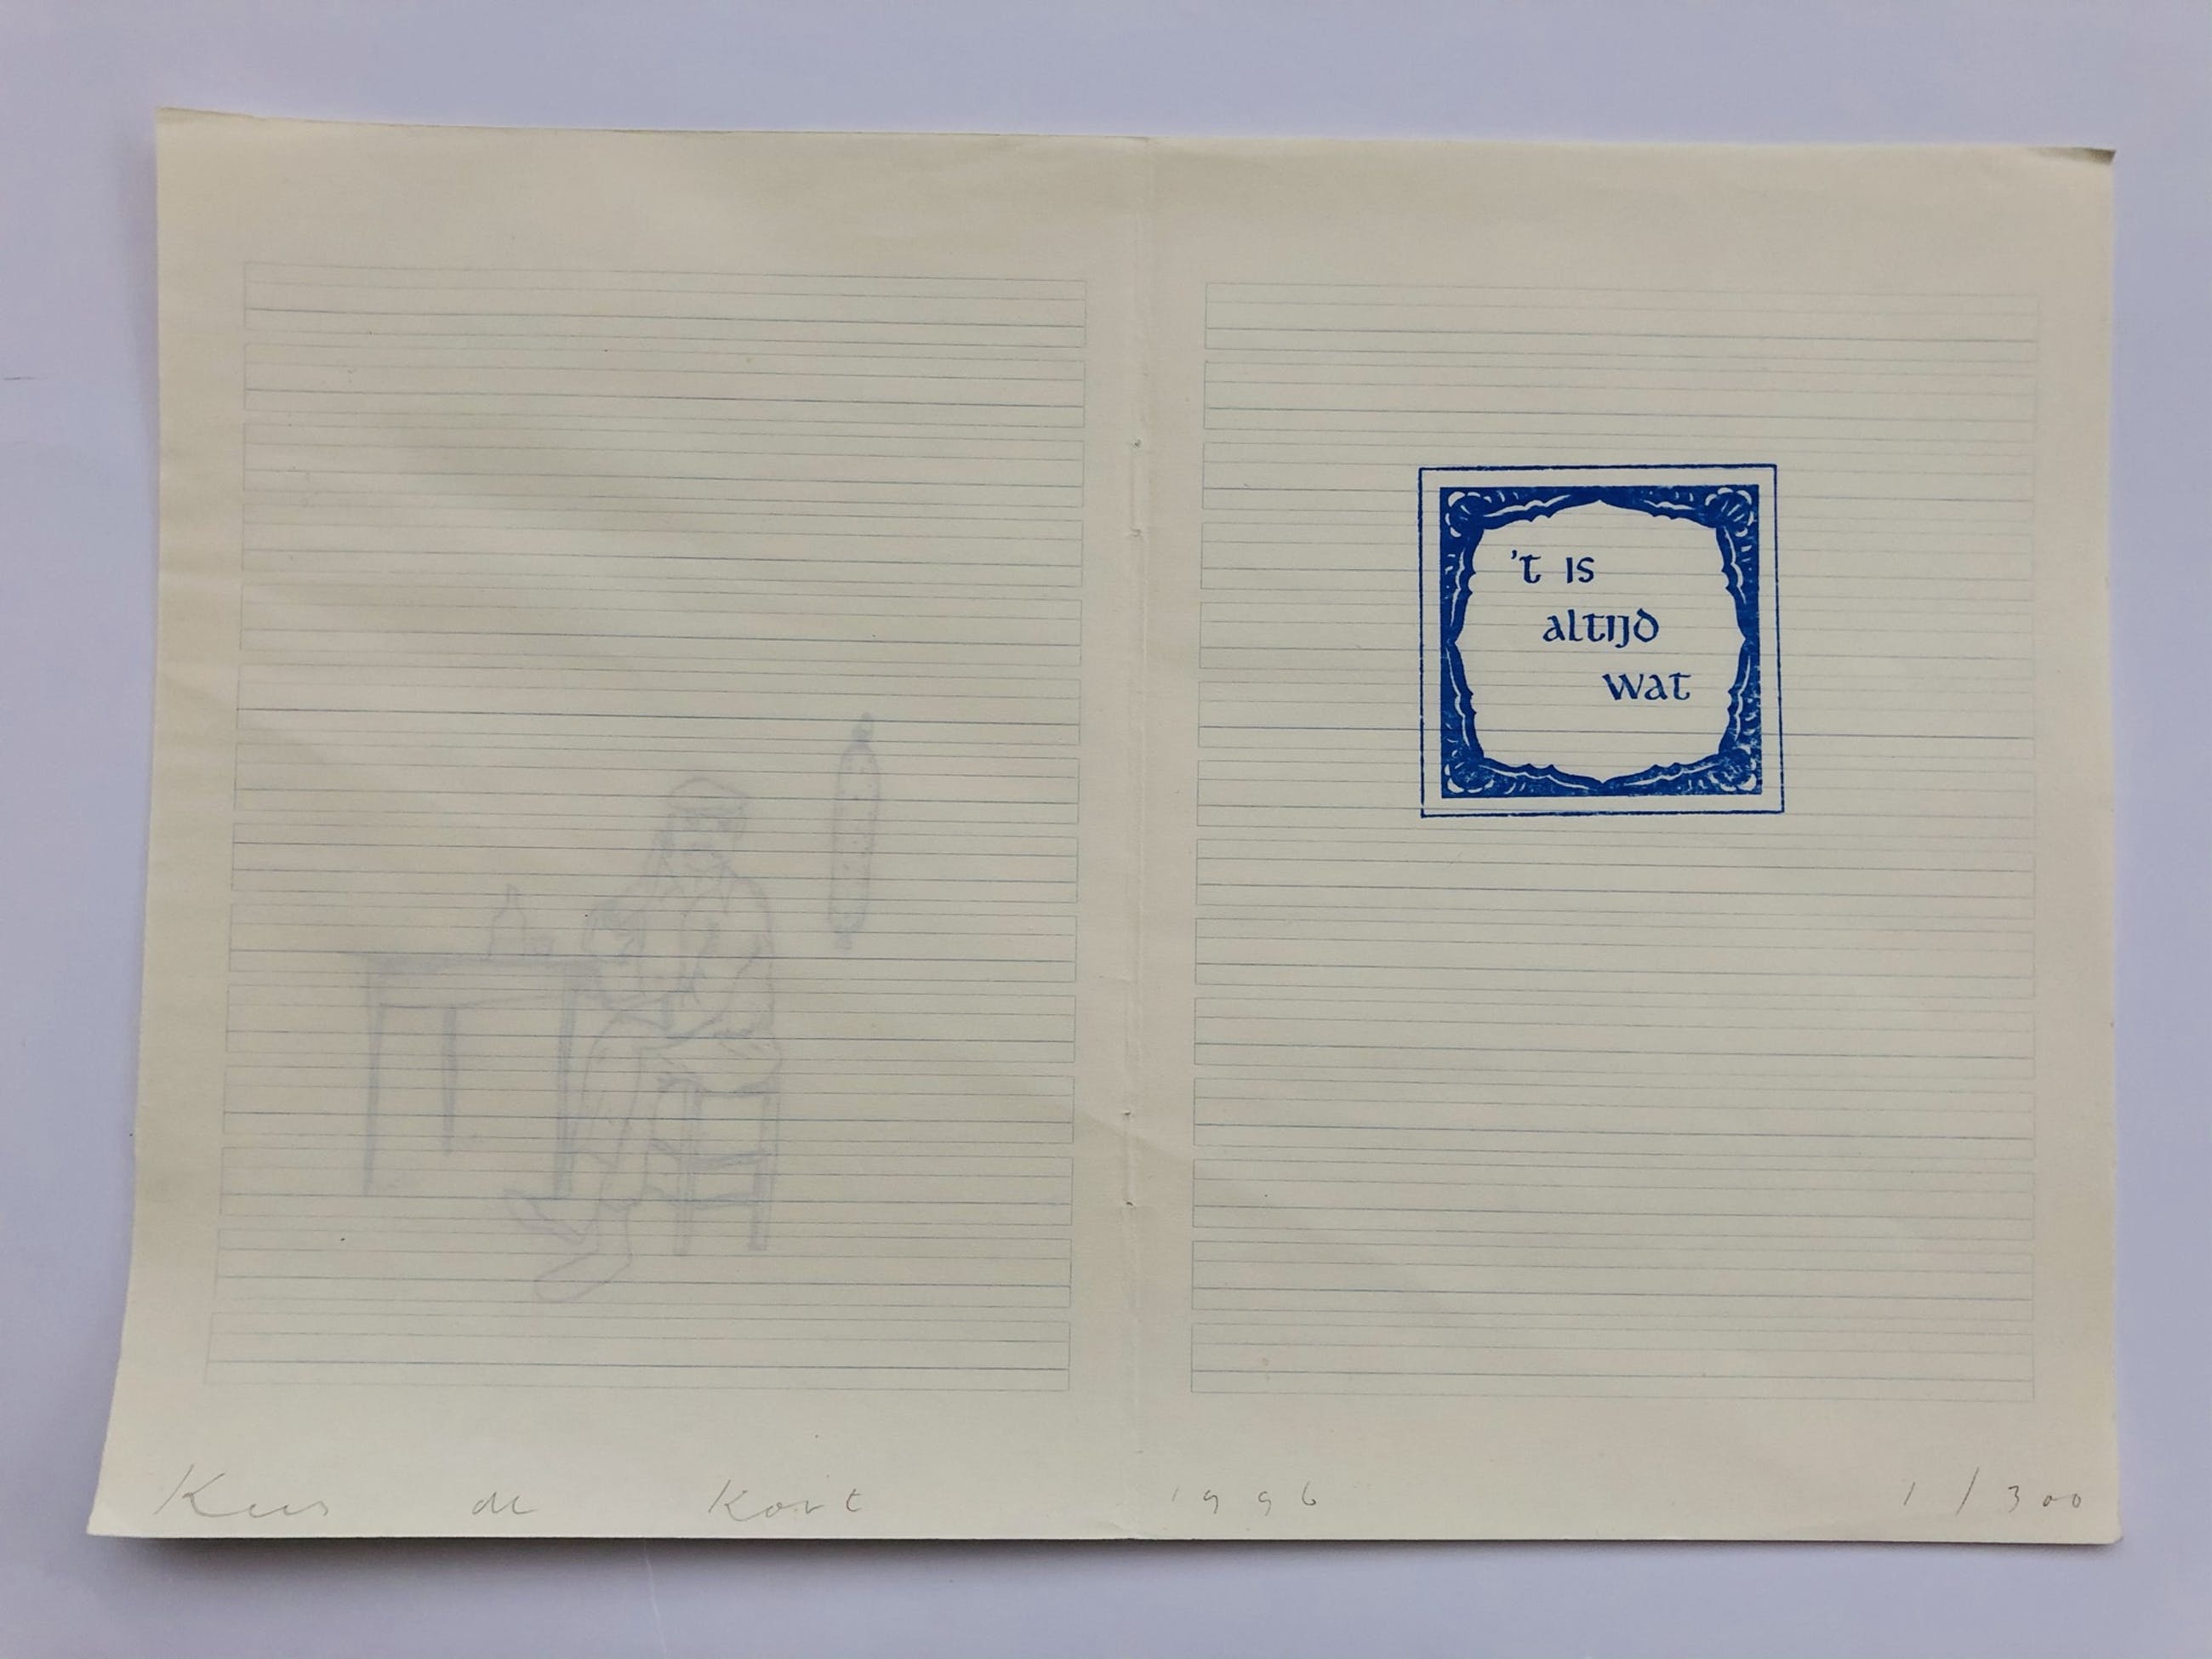 't is
altijd
wat
Kees de Kort 1996 1/300